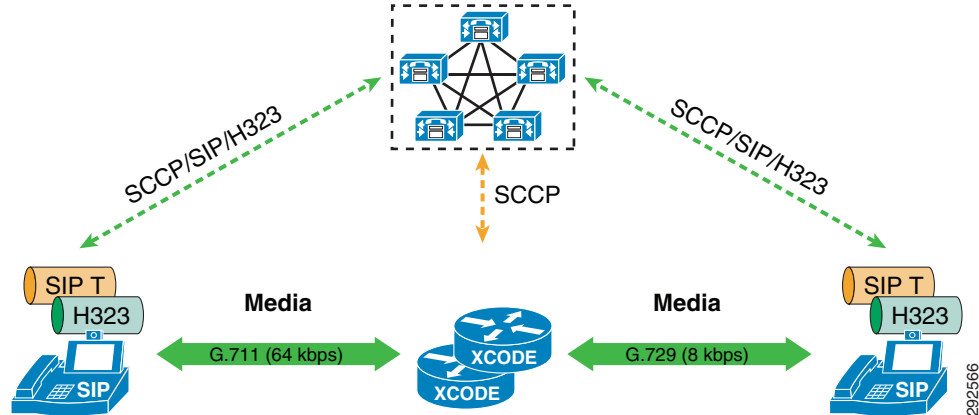 SCCP/SIP/H323
SCCP/SIP/H323
SCCP
SIP T
H323
SIP
Media
G.711 (64 kbps)
XCODE
XCODE
Media
G.729 (8 kbps)
SIP T
H323
SIP
292566